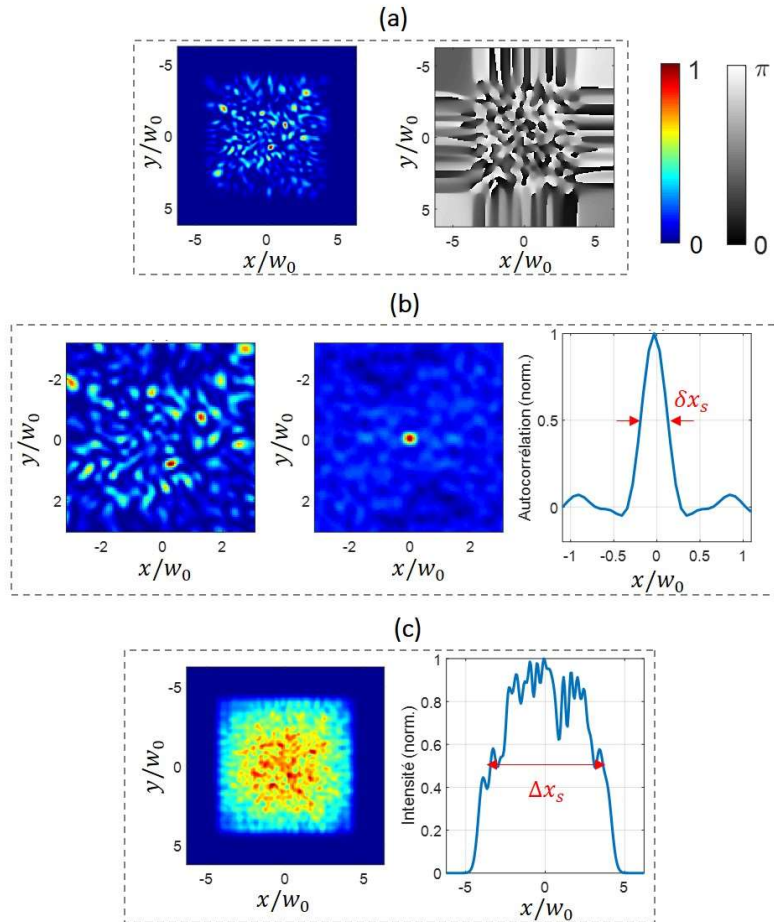 (a)
-5
0
5
y/w₀
-5 0 5
x/w₀
-5
0
5
y/w₀
-5 0 5
x/w₀
1
0
π
0
(b)
-2
0
2
y/w₀
-2 0 2
x/w₀
-2
0
2
y/w₀
-2 0 2
x/w₀
Autocorrélation (norm.)
1
0.5
0
δxₛ
-1 -0.5 0 0.5 1
x/w₀
(c)
-5
0
5
y/w₀
-5 0 5
x/w₀
Intensité (norm.)
1
0.8
0.6
0.4
0.2
0
Δxₛ
-5 0 5
x/w₀